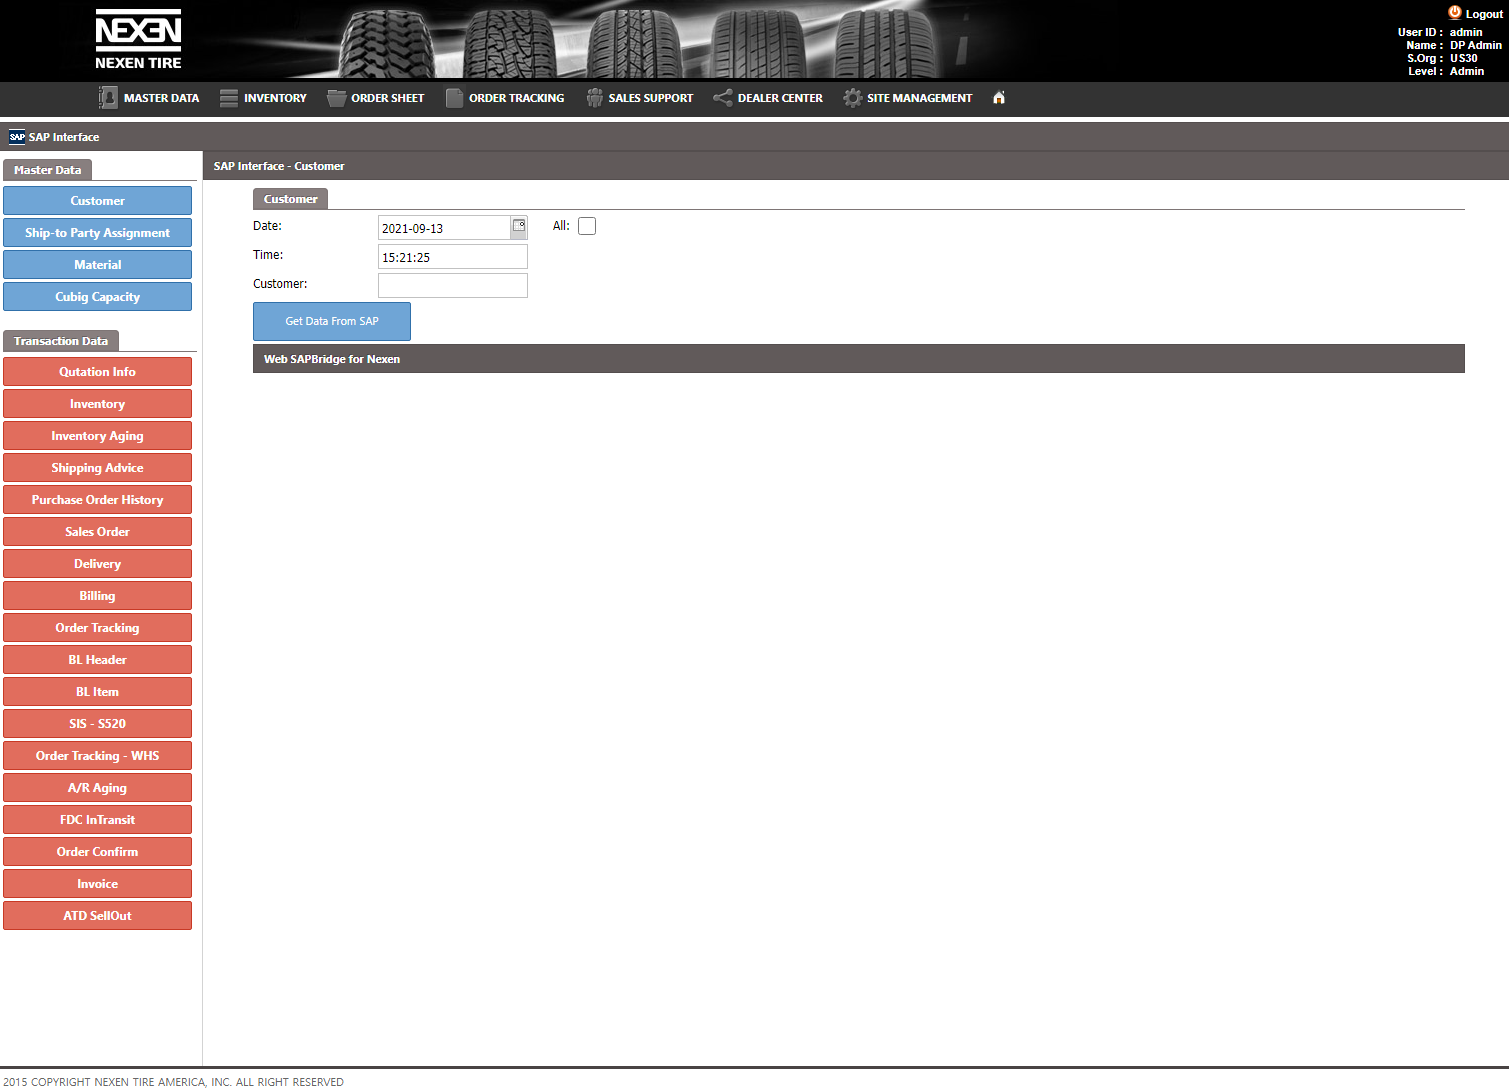 NEXEN
NEXEN TIRE
Logout
User ID : admin
Name : DP Admin
S.Org : US30
Level : Admin
MASTER DATA INVENTORY ORDER SHEET ORDER TRACKING SALES SUPPORT DEALER CENTER SITE MANAGEMENT
SAP SAP Interface
Master Data
Customer
Ship-to Party Assignment
Material
Cubig Capacity
Transaction Data
Qutation Info
Inventory
Inventory Aging
Shipping Advice
Purchase Order History
Sales Order
Delivery
Billing
Order Tracking
BL Header
BL Item
SIS - S520
Order Tracking - WHS
A/R Aging
FDC InTransit
Order Confirm
Invoice
ATD SellOut
SAP Interface - Customer
Customer
Date: 2021-09-13 All:
Time: 15:21:25
Customer:
Get Data From SAP
Web SAPBridge for Nexen
2015 COPYRIGHT NEXEN TIRE AMERICA, INC. ALL RIGHT RESERVED